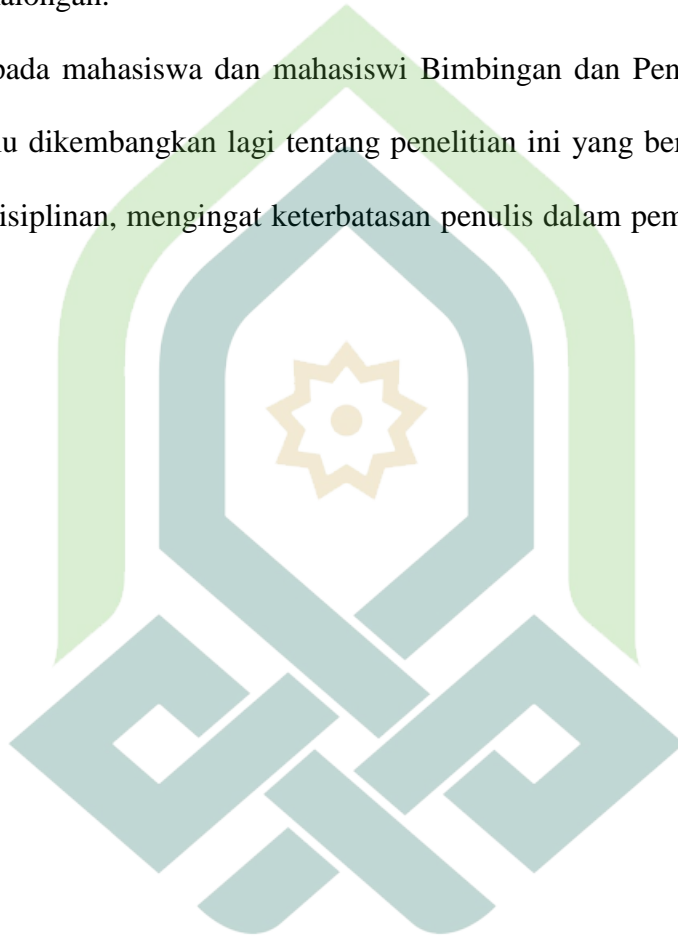 alongan.
pada mahasiswa dan mahasiswi Bimbingan dan Pen
u dikembangkan lagi tentang penelitian ini yang ber
isiplinan, mengingat keterbatasan penulis dalam pem